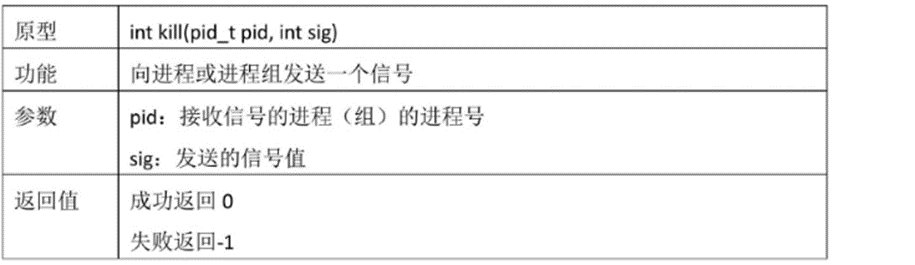 原型 int kill(pid_t pid, int sig)
功能 向进程或进程组发送一个信号
参数 pid：接收信号的进程（组）的进程号
sig：发送的信号值
返回值 成功返回 0
失败返回-1